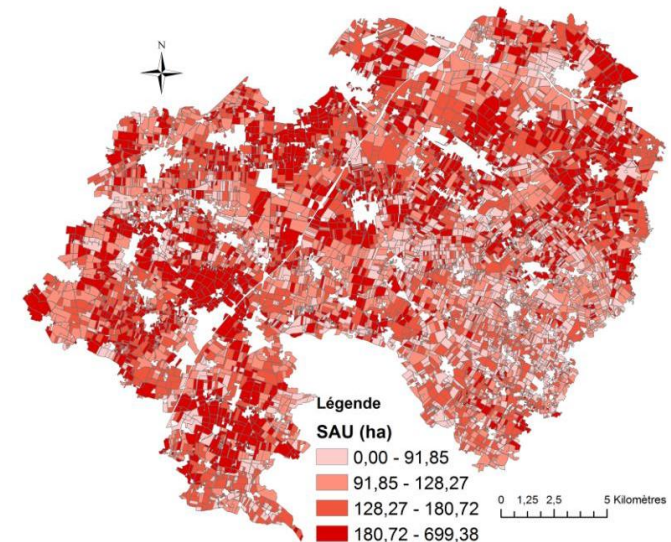 N
Légende
SAU (ha)
0,00 - 91,85
91,85 - 128,27
128,27 - 180,72
180,72 - 699,38
0 1,25 2,5 5 Kilomètres